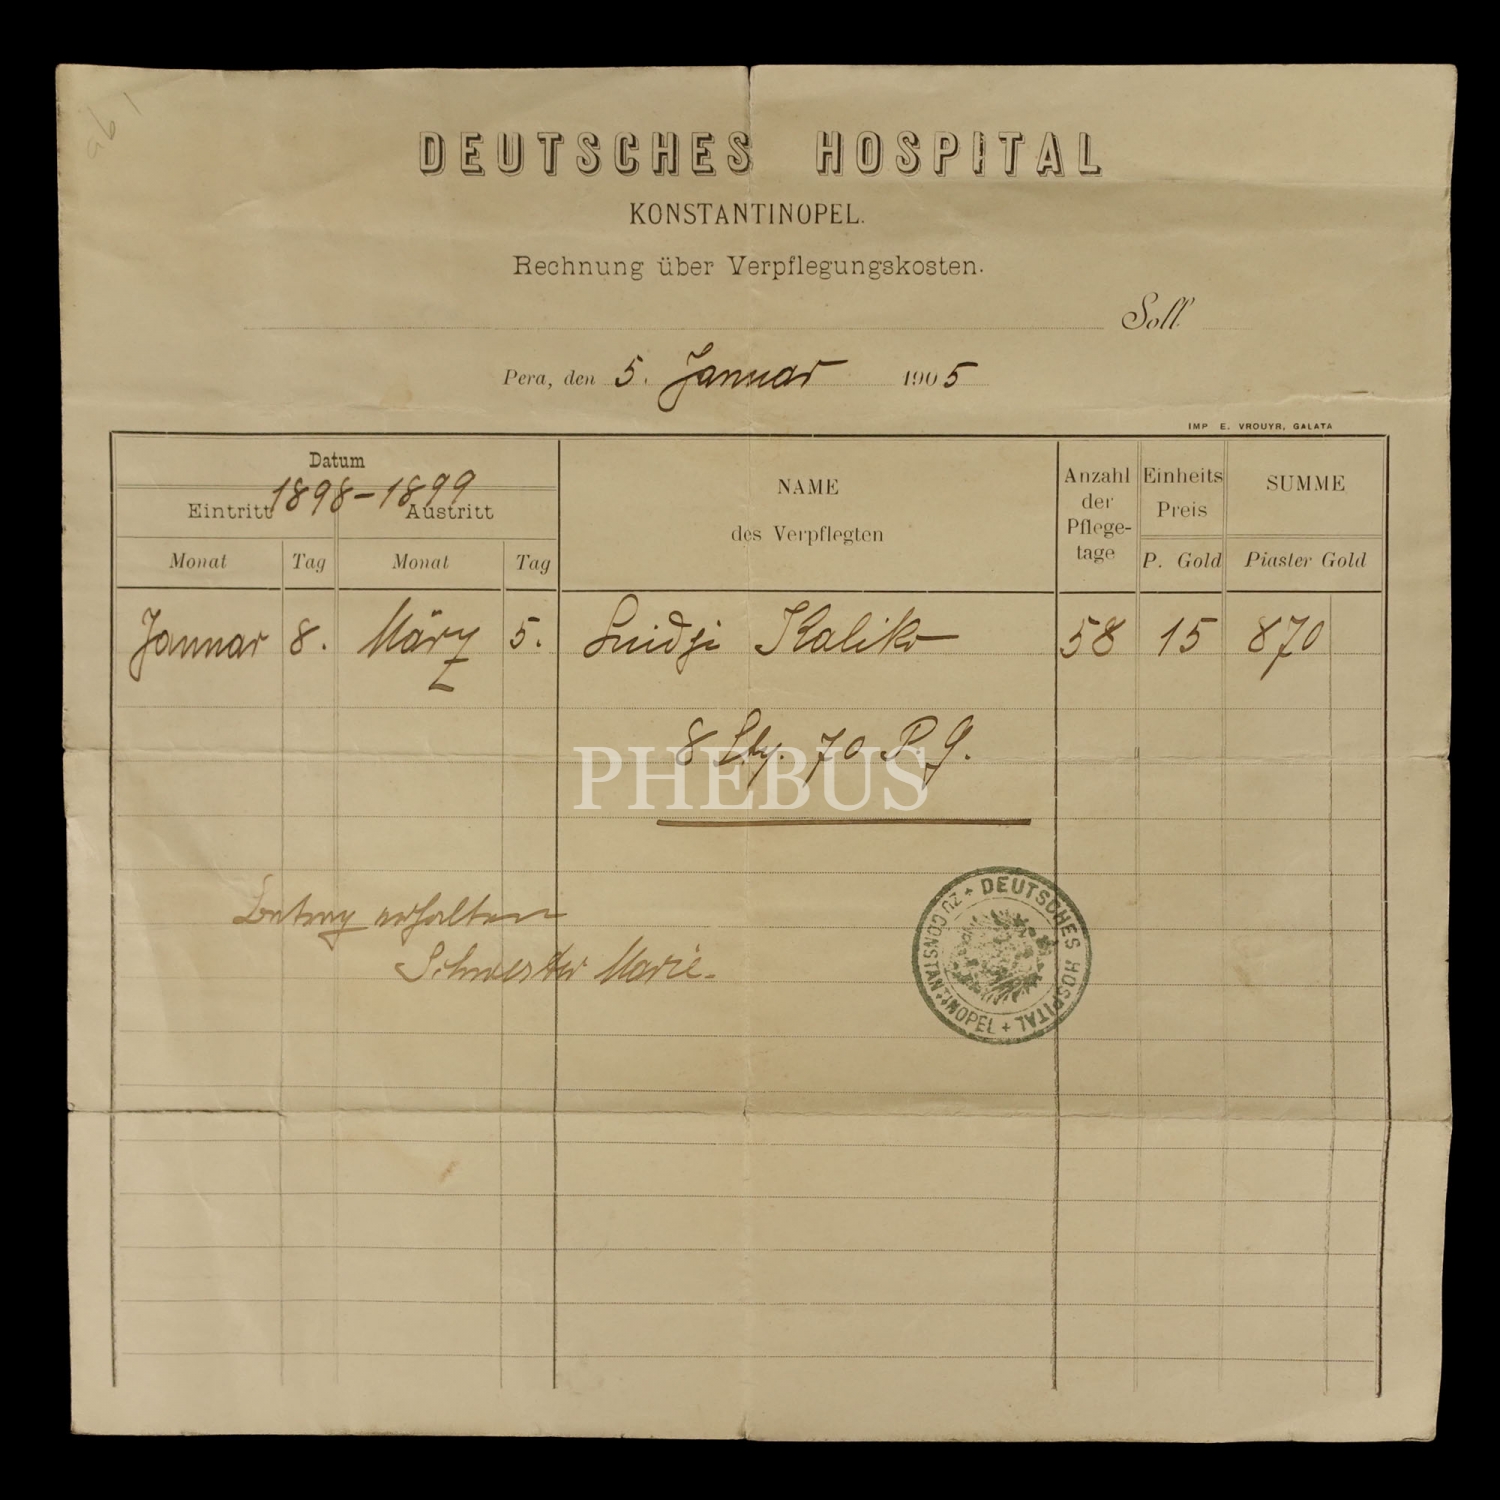 DEUTSCHES HOSPITAL
KONSTANTINOPEL.
Rechnung über Verpflegungskosten.
Soll
Pera, den 5. Januar 1905
IMP E. VROUYR, GALATA
Datum
1898-1899
Eintritt Austritt
Monat Tag Monat Tag
NAME
des Verpflegten
Anzahl
der
Pflege-
tage
Einheits
Preis
P. Gold
SUMME
Piaster Gold
Januar 8. März 5. Luidji Kaliko 58 15 870
8 70 P. G.
PHEBUS
Betrag erhalten
Schwester Marie.
DEUTSCHES HOSPITAL + ZU CONSTANTINOPEL +